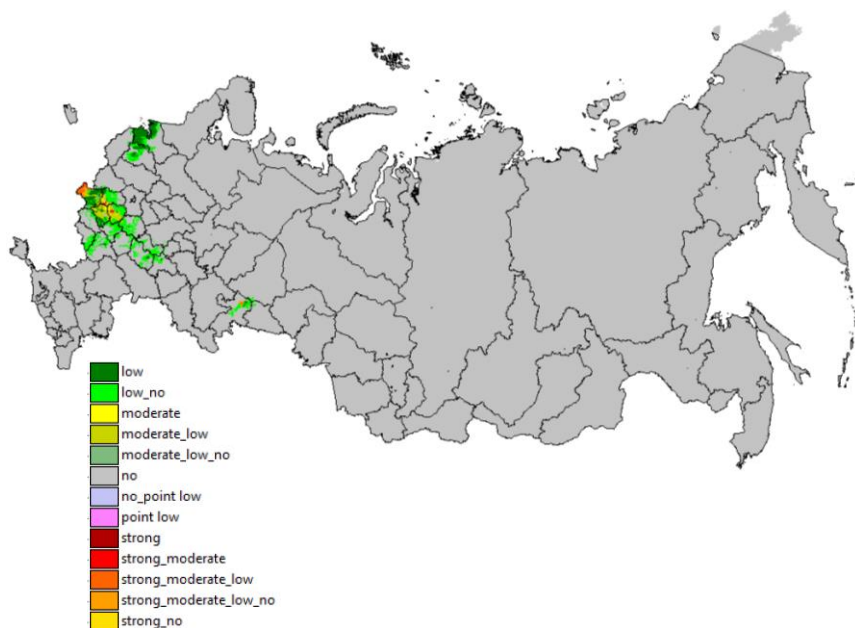 low
low_no
moderate
moderate_low
moderate_low_no
no
no_point low
point low
strong
strong_moderate
strong_moderate_low
strong_moderate_low_no
strong_no